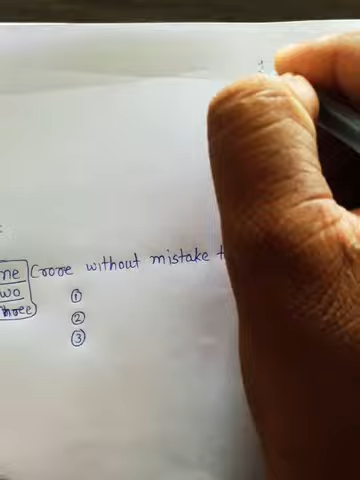 ne Crore without mistake t
wo ①
hree ②
③